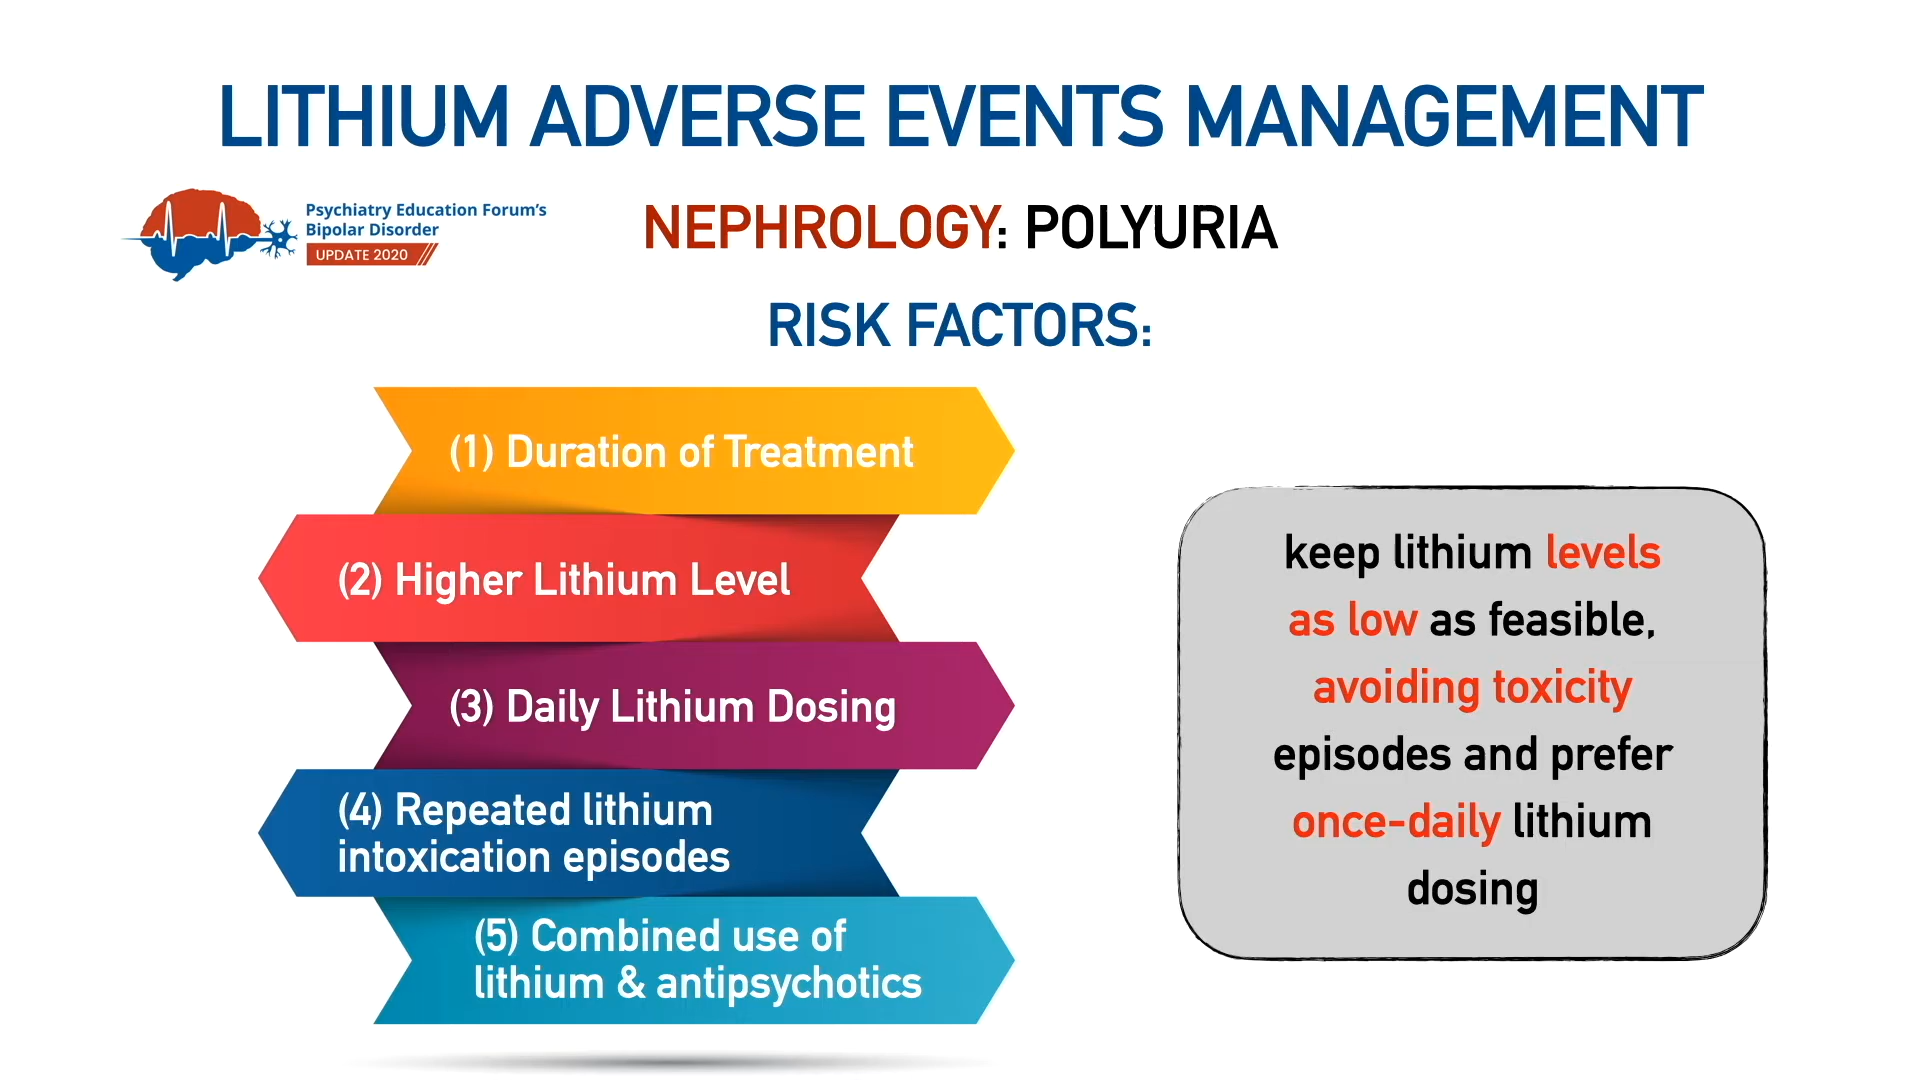 LITHIUM ADVERSE EVENTS MANAGEMENT
Psychiatry Education Forum's
Bipolar Disorder
UPDATE 2020
NEPHROLOGY: POLYURIA
RISK FACTORS:
(1) Duration of Treatment
(2) Higher Lithium Level
(3) Daily Lithium Dosing
(4) Repeated lithium
intoxication episodes
(5) Combined use of
lithium & antipsychotics
keep lithium levels
as low as feasible,
avoiding toxicity
episodes and prefer
once-daily lithium
dosing